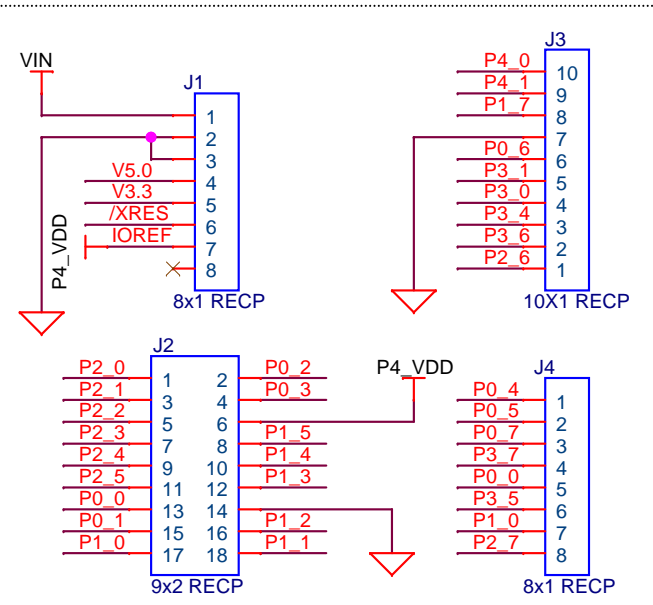 VIN
J1
1
2
3
V5.0 4
V3.3 5
/XRES 6
IOREF 7
8
P4_VDD
8x1 RECP
J3
P4_0 10
P4_1 9
P1_7 8
7
P0_6 6
P3_1 5
P3_0 4
P3_4 3
P3_6 2
P2_6 1
10X1 RECP
J2
P2_0 1 2 P0_2
P2_1 3 4 P0_3
P2_2 5 6
P2_3 7 8 P1_5
P2_4 9 10 P1_4
P2_5 11 12 P1_3
P0_0 13 14
P0_1 15 16 P1_2
P1_0 17 18 P1_1
9x2 RECP
P4_VDD
J4
P0_4 1
P0_5 2
P0_7 3
P3_7 4
P0_0 5
P3_5 6
P1_0 7
P2_7 8
8x1 RECP